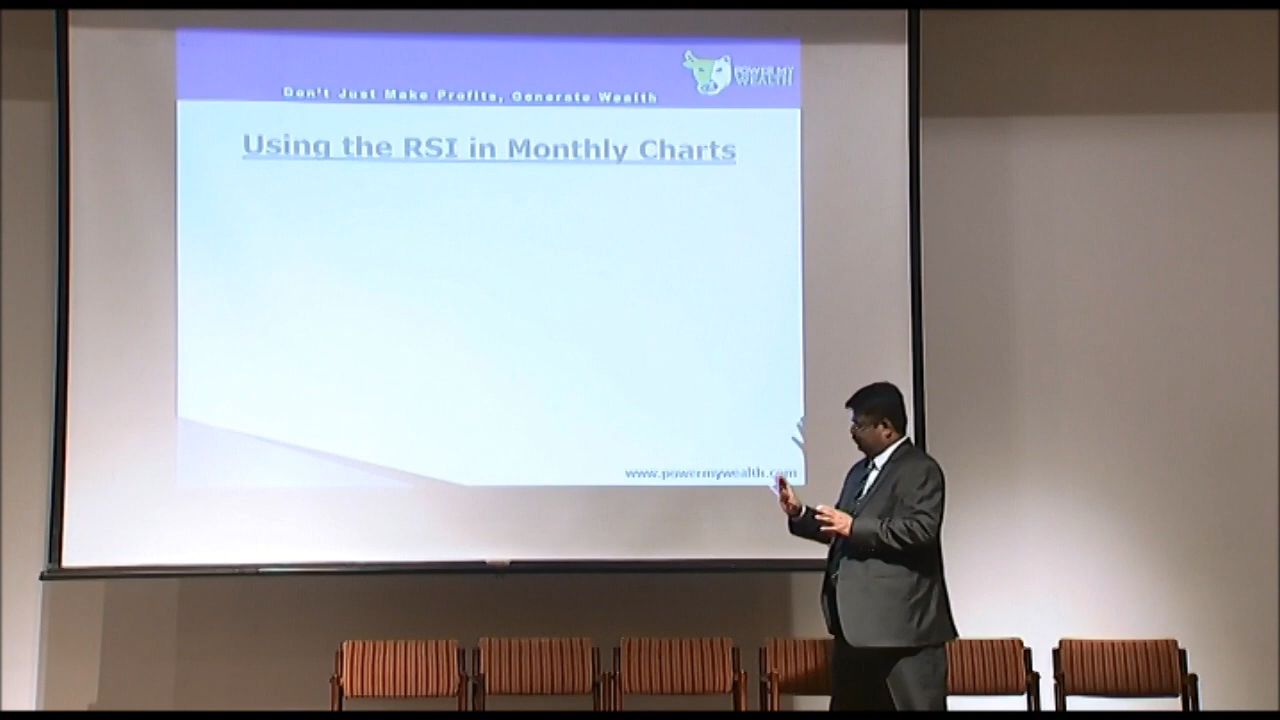 POWER MY
WEALTH
Don't Just Make Profits, Generate Wealth
Using the RSI in Monthly Charts
www.powermywealth.com